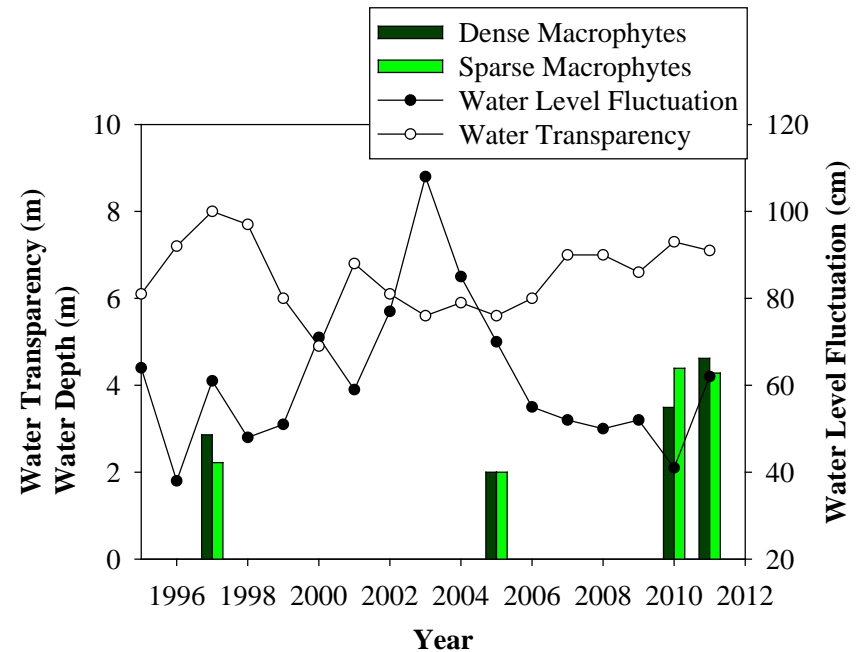 Dense Macrophytes
Sparse Macrophytes
Water Level Fluctuation
Water Transparency
Water Transparency (m)
Water Depth (m)
10
8
6
4
2
0
120
100
80
60
40
20
Water Level Fluctuation (cm)
1996 1998 2000 2002 2004 2006 2008 2010 2012
Year